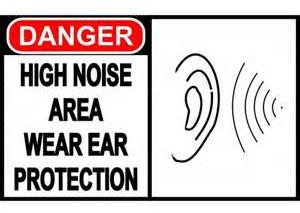 DANGER
HIGH NOISE
AREA
WEAR EAR
PROTECTION